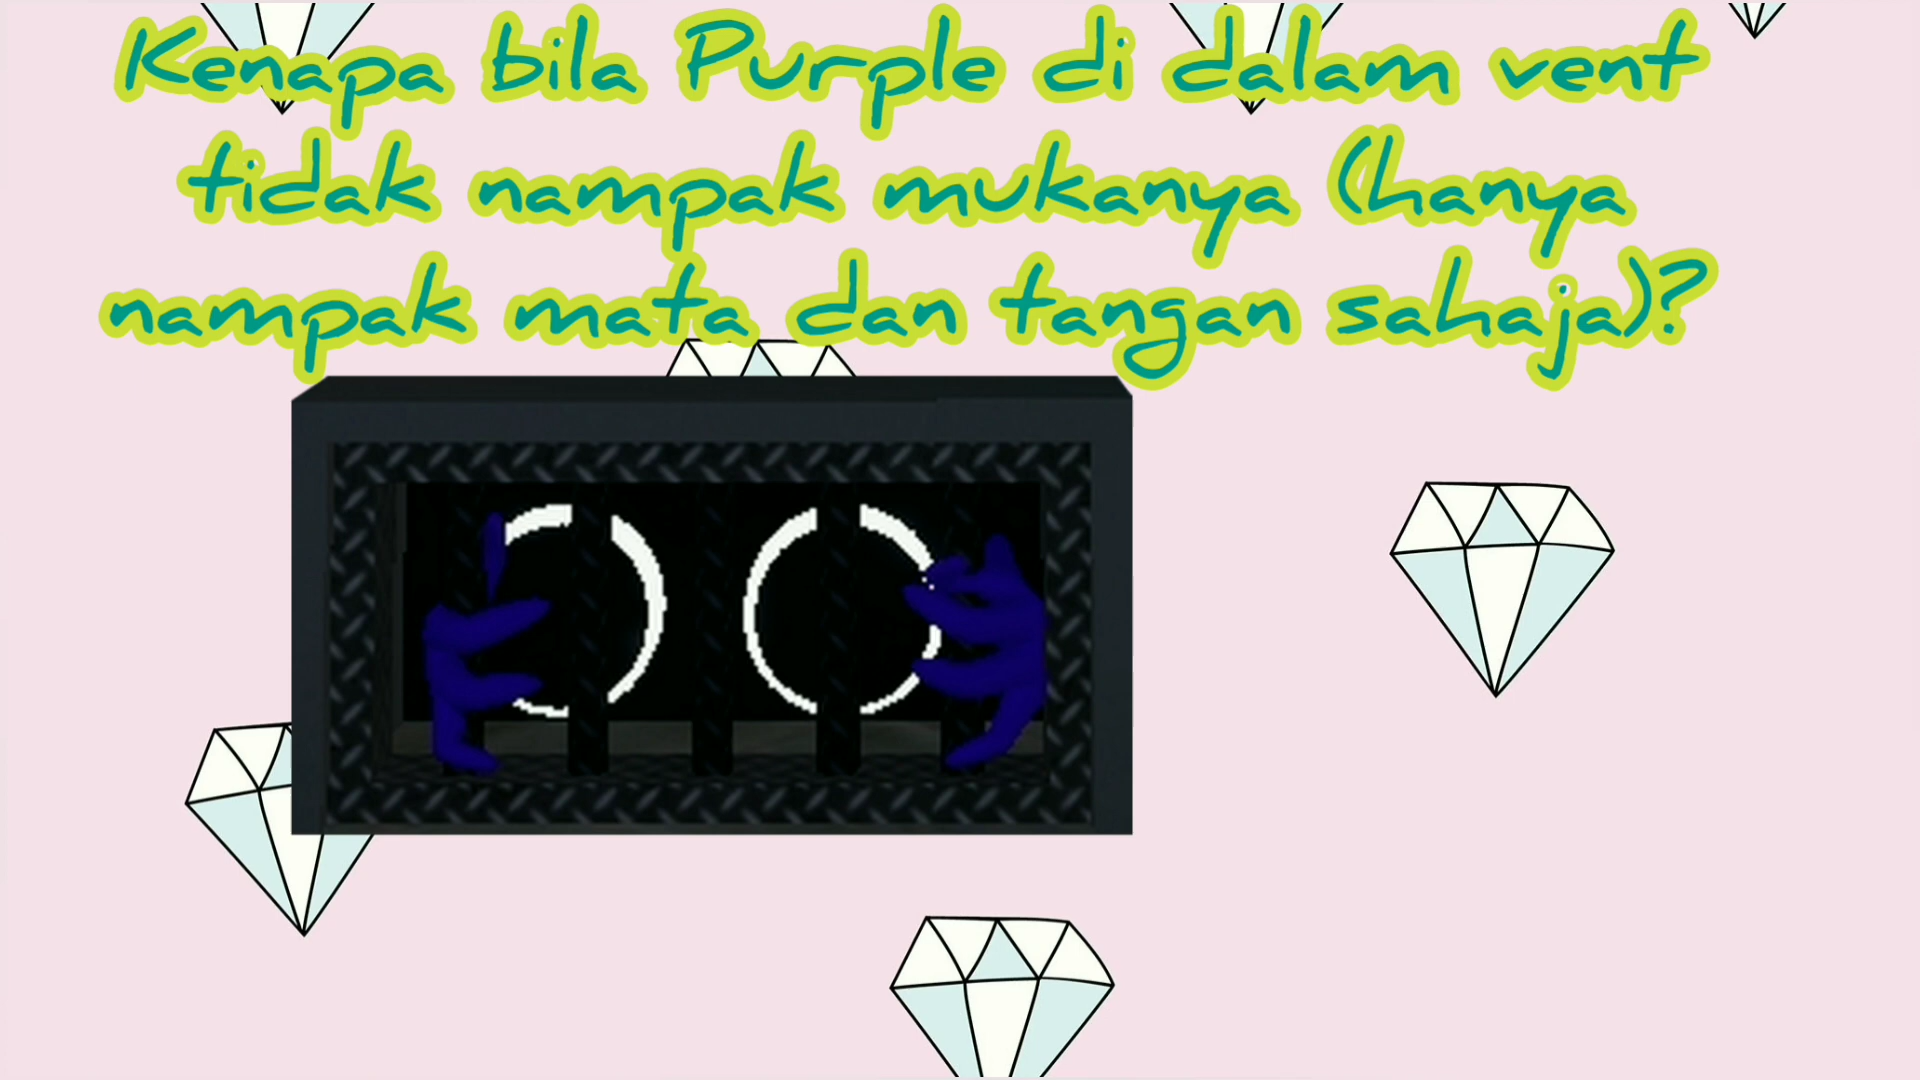 Kenapa bila Purple di dalam vent
tidak nampak mukanya (hanya
nampak mata dan tangan sahaja)?